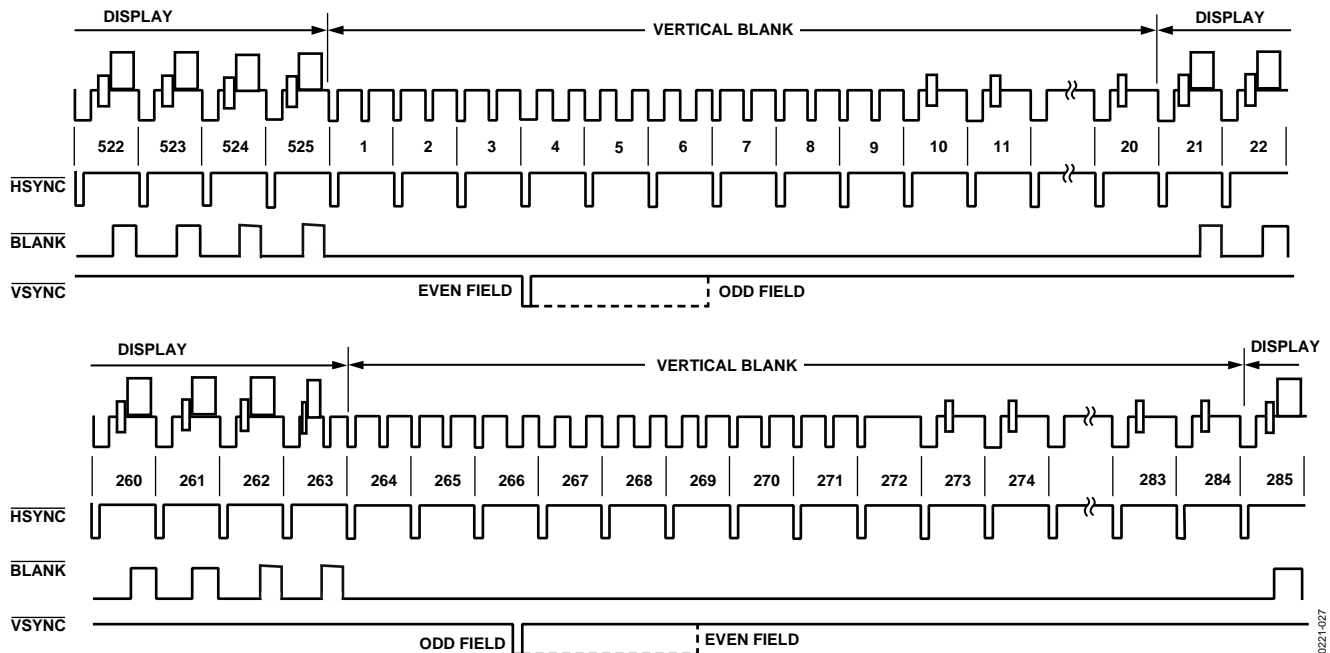 DISPLAY VERTICAL BLANK DISPLAY
522 523 524 525 1 2 3 4 5 6 7 8 9 10 11 20 21 22
HSYNC
BLANK
VSYNC
EVEN FIELD ODD FIELD
DISPLAY VERTICAL BLANK DISPLAY
260 261 262 263 264 265 266 267 268 269 270 271 272 273 274 283 284 285
HSYNC
BLANK
VSYNC
ODD FIELD EVEN FIELD
0221-027